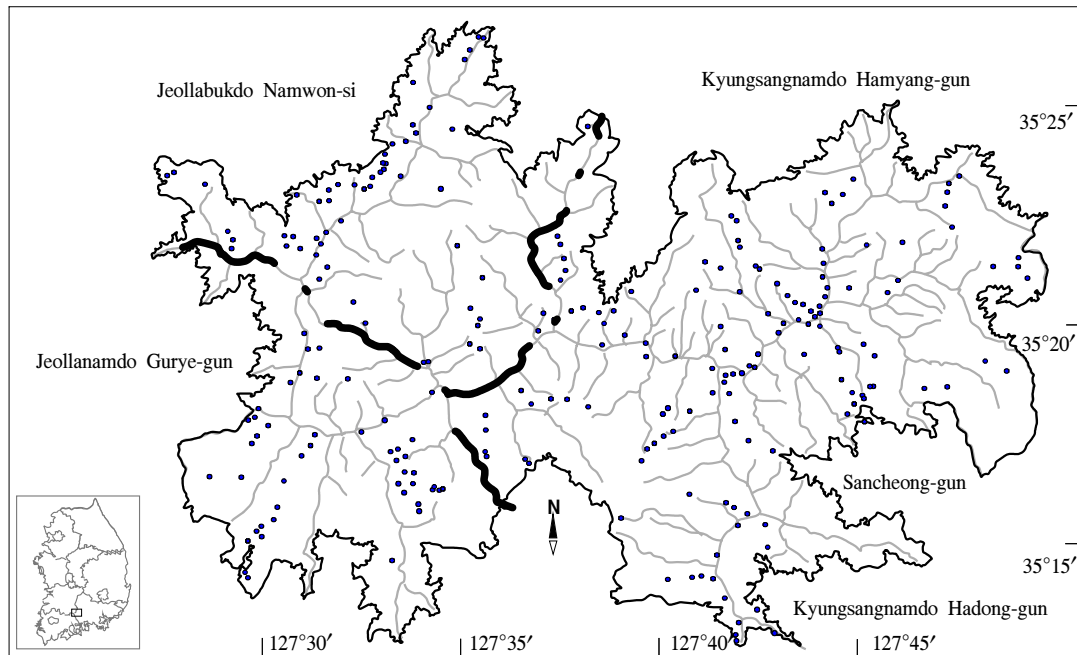 Jeollabukdo Namwon-si
Kyungsangnamdo Hamyang-gun
35°25′
35°20′
Jeollanamdo Gurye-gun
Sancheong-gun
N
35°15′
Kyungsangnamdo Hadong-gun
127°30′
127°35′
127°40′
127°45′